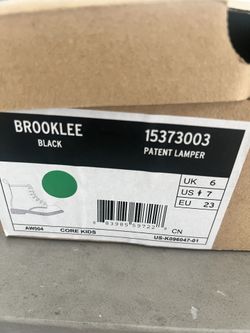 BROOKLEE
15373003
BLACK
PATENT LAMPER
UK 6
US 7
EU 23
AW004
CORE KIDS
CN
US-K096047-01